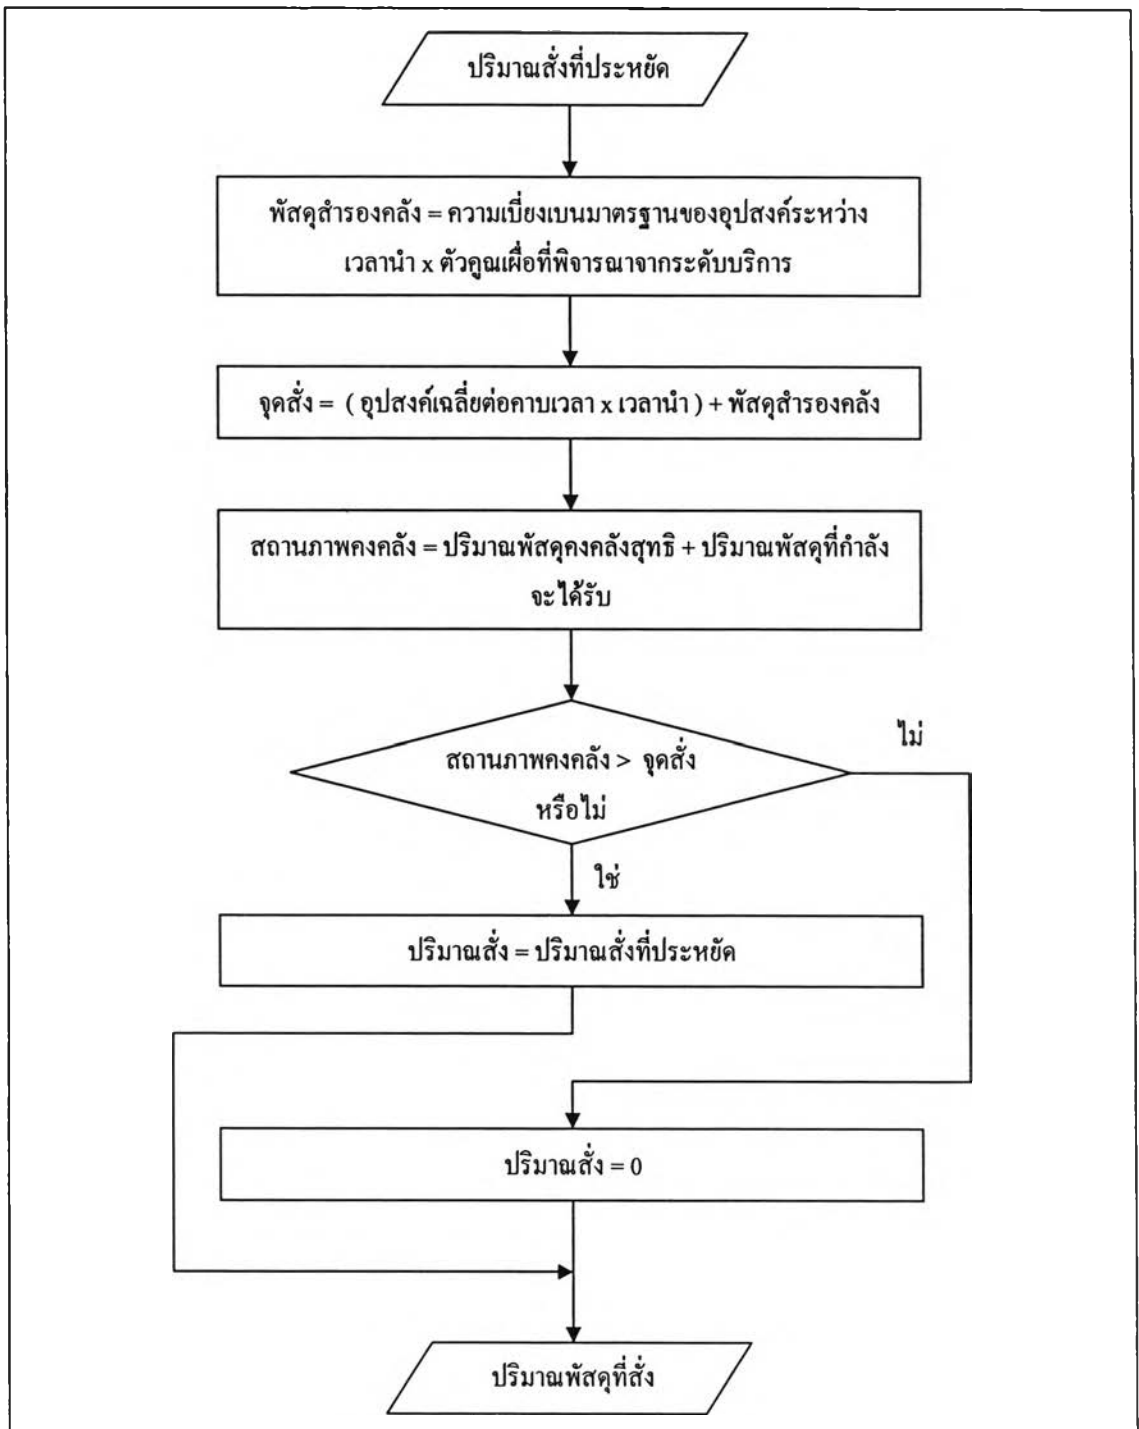 ปริมาณสั่งที่ประหยัด
พัสดุสำรองคลัง = ความเบี่ยงเบนมาตรฐานของอุปสงค์ระหว่าง
เวลานำ x ตัวคูณเผื่อที่พิจารณาจากระดับบริการ
จุดสั่ง = ( อุปสงค์เฉลี่ยต่อคาบเวลา x เวลานำ ) + พัสดุสำรองคลัง
สถานภาพคงคลัง = ปริมาณพัสดุคงคลังสุทธิ + ปริมาณพัสดุที่กำลัง
จะได้รับ
สถานภาพคงคลัง > จุดสั่ง
หรือไม่
ไม่
ใช่
ปริมาณสั่ง = ปริมาณสั่งที่ประหยัด
ปริมาณสั่ง = 0
ปริมาณพัสดุที่สั่ง